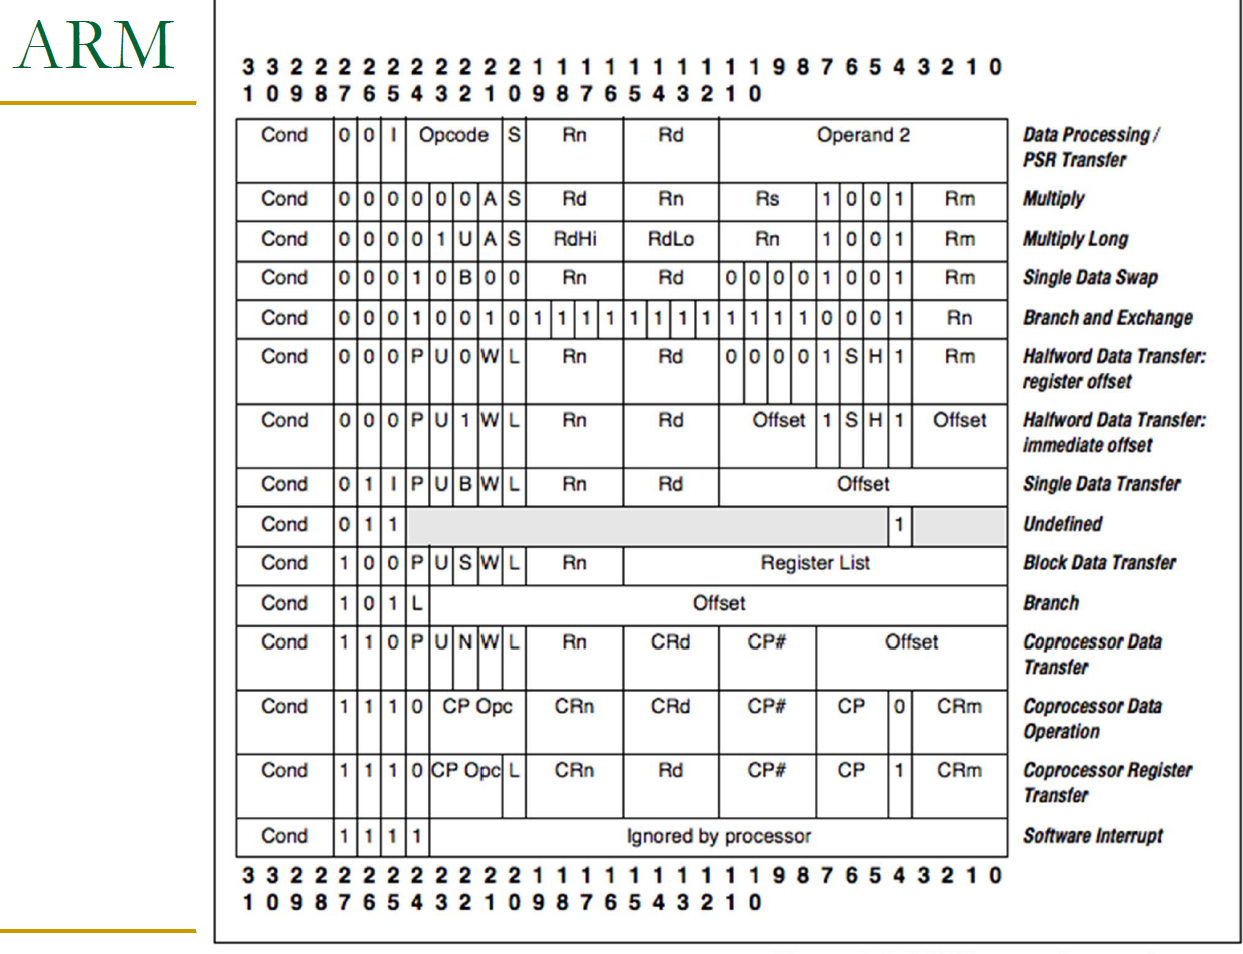 ARM
3 3 2 2 2 2 2 2 2 2 2 2 1 1 1 1 1 1 1 1 1 1 9 8 7 6 5 4 3 2 1 0
1 0 9 8 7 6 5 4 3 2 1 0 9 8 7 6 5 4 3 2 1 0
Cond 0 0 I Opcode S Rn Rd Operand 2 Data Processing /
PSR Transfer
Cond 0 0 0 0 0 0 A S Rd Rn Rs 1 0 0 1 Rm Multiply
Cond 0 0 0 0 1 U A S RdHi RdLo Rn 1 0 0 1 Rm Multiply Long
Cond 0 0 0 1 0 B 0 0 Rn Rd 0 0 0 0 1 0 0 1 Rm Single Data Swap
Cond 0 0 0 1 0 0 1 0 1 1 1 1 1 1 1 1 1 1 1 1 0 0 0 1 Rn Branch and Exchange
Cond 0 0 0 P U 0 W L Rn Rd 0 0 0 0 1 S H 1 Rm Halfword Data Transfer:
register offset
Cond 0 0 0 P U 1 W L Rn Rd Offset 1 S H 1 Offset Halfword Data Transfer:
immediate offset
Cond 0 1 I P U B W L Rn Rd Offset Single Data Transfer
Cond 0 1 1 1 Undefined
Cond 1 0 0 P U S W L Rn Register List Block Data Transfer
Cond 1 0 1 L Offset Branch
Cond 1 1 0 P U N W L Rn CRd CP# Offset Coprocessor Data
Transfer
Cond 1 1 1 0 CP Opc CRn CRd CP# CP 0 CRm Coprocessor Data
Operation
Cond 1 1 1 0 CP Opc L CRn Rd CP# CP 1 CRm Coprocessor Register
Transfer
Cond 1 1 1 1 Ignored by processor Software Interrupt
3 3 2 2 2 2 2 2 2 2 2 2 1 1 1 1 1 1 1 1 1 1 9 8 7 6 5 4 3 2 1 0
1 0 9 8 7 6 5 4 3 2 1 0 9 8 7 6 5 4 3 2 1 0